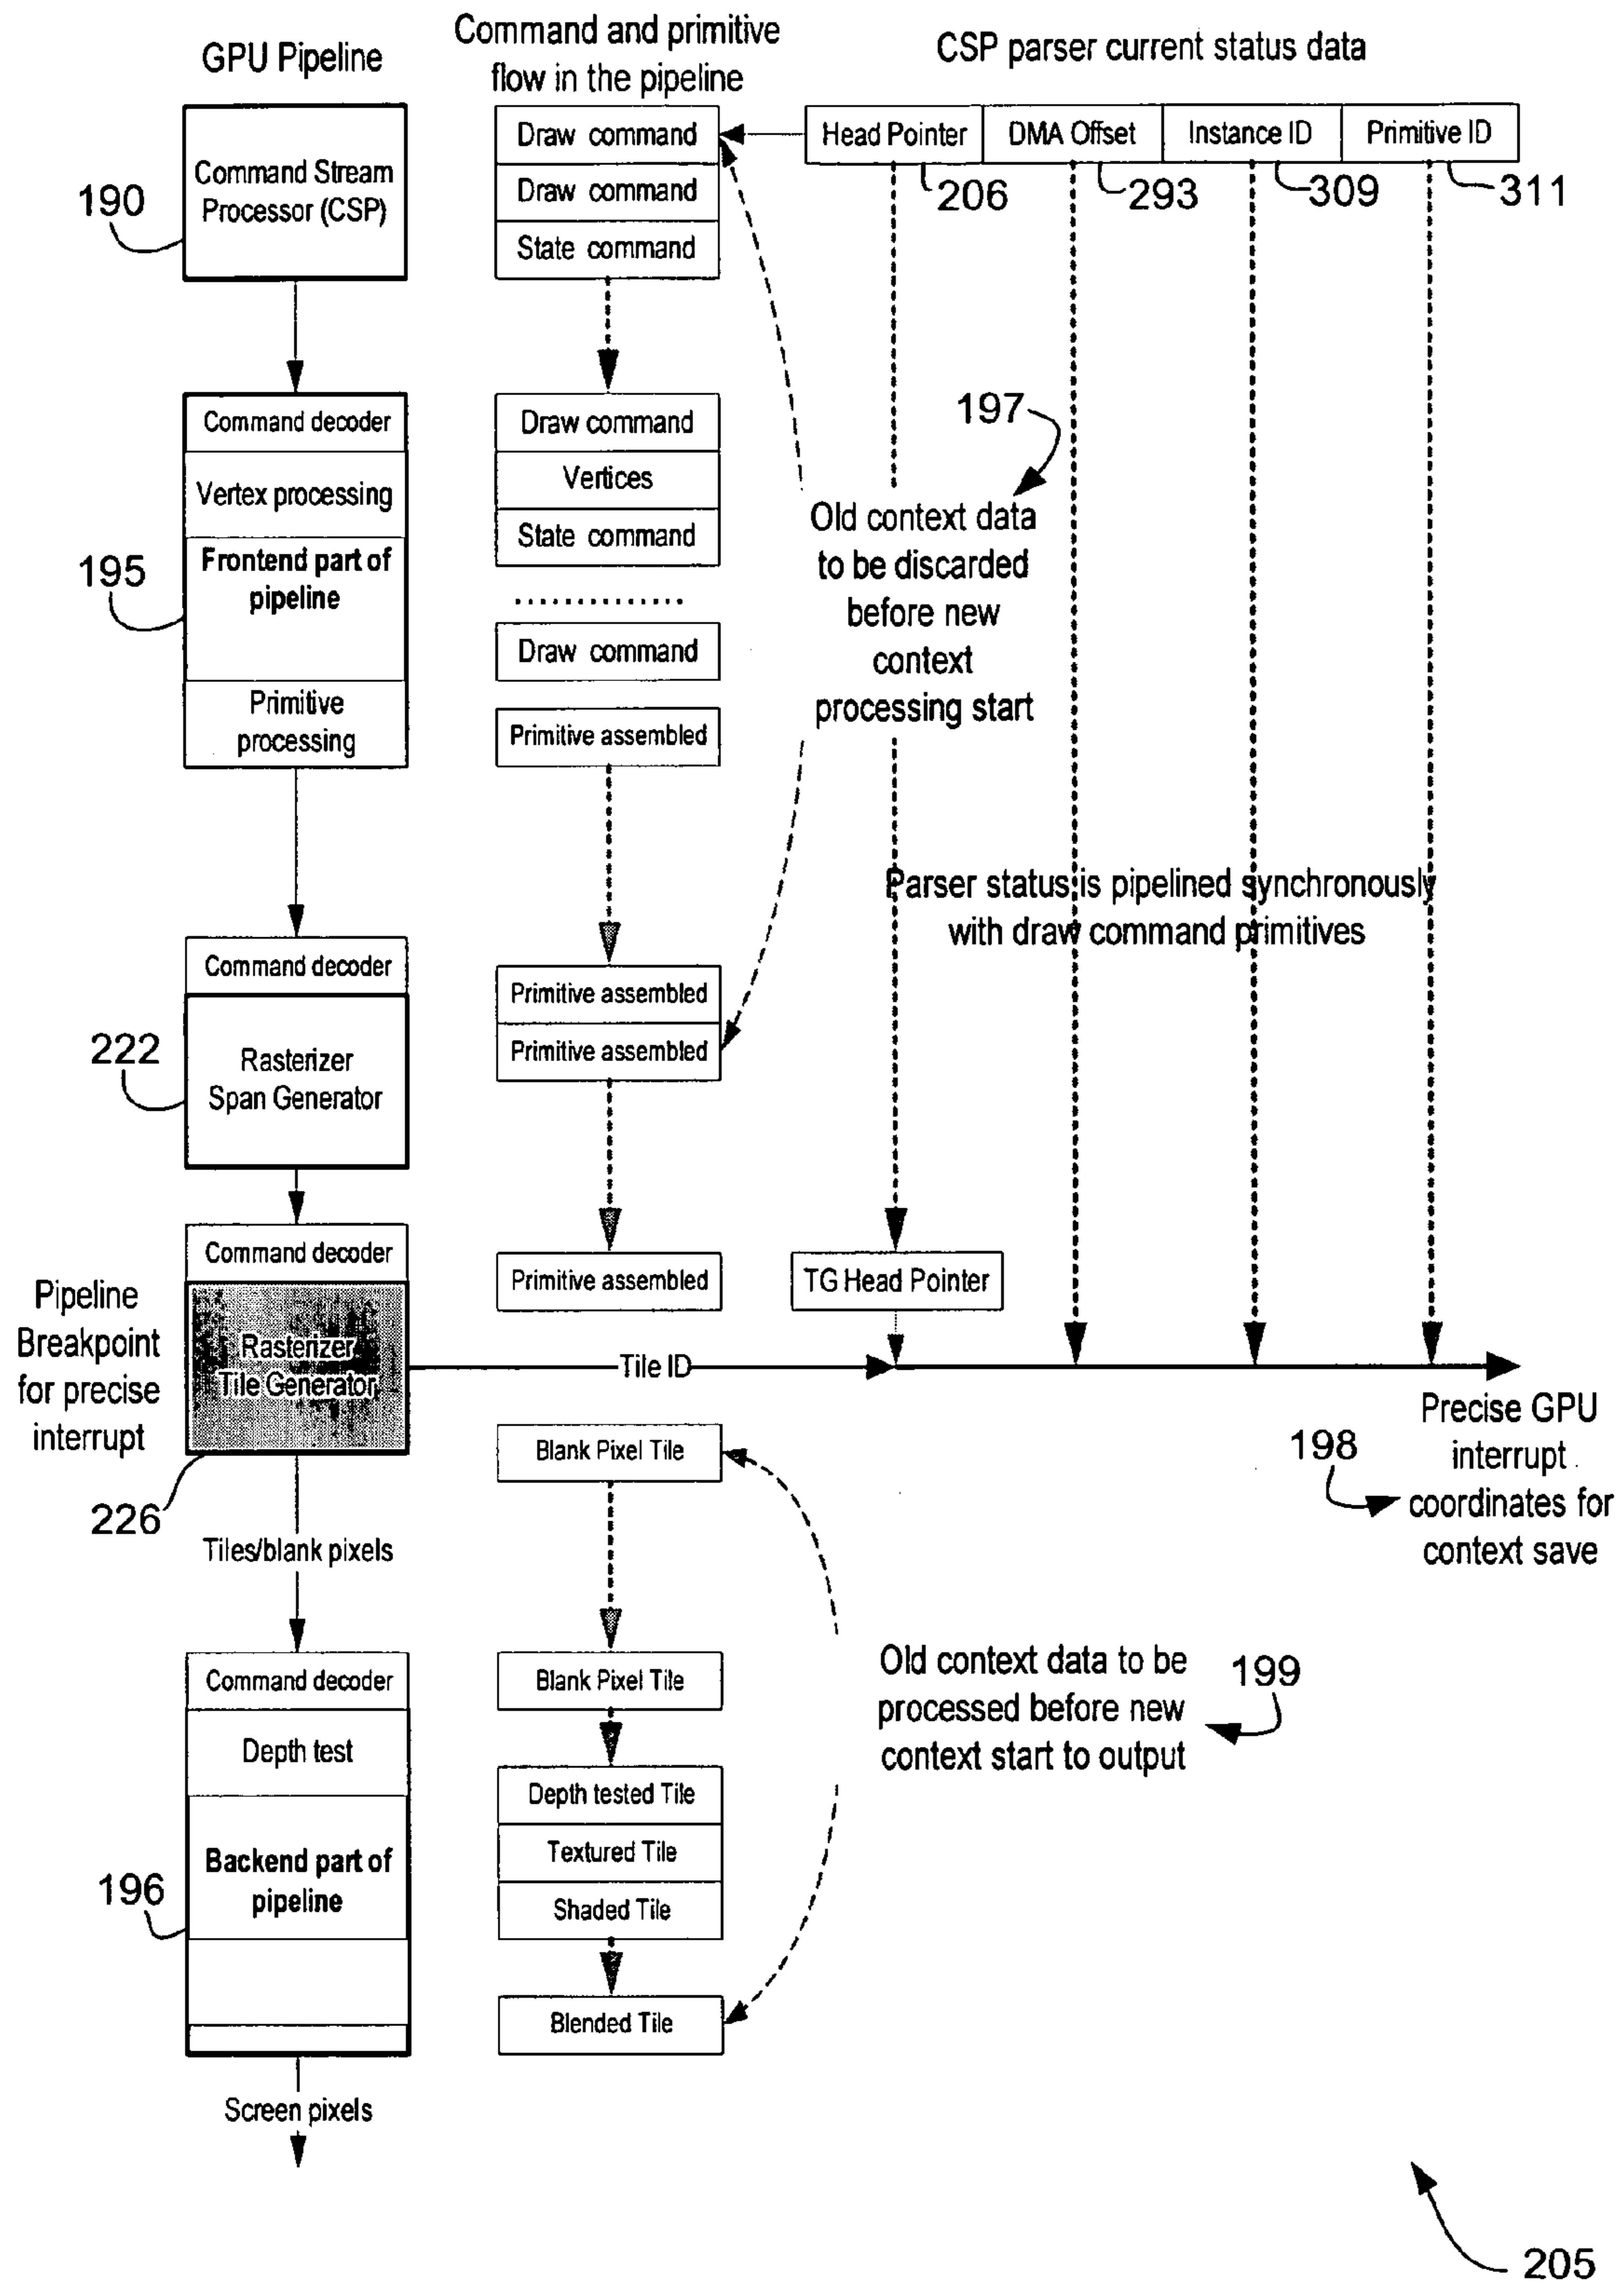 GPU Pipeline
Command and primitive
flow in the pipeline
CSP parser current status data
Command Stream
Processor (CSP)
190
Draw command
Draw command
State command
Head Pointer
DMA Offset
Instance ID
Primitive ID
206
293
309
311
Command decoder
Vertex processing
Frontend part of
pipeline
Primitive
processing
195
Draw command
Vertices
State command
Draw command
Primitive assembled
197
Old context data
to be discarded
before new
context
processing start
Parser status is pipelined synchronously
with draw command primitives
Command decoder
Rasterizer
Span Generator
222
Primitive assembled
Primitive assembled
Command decoder
Rasterizer
Tile Generator
Pipeline
Breakpoint
for precise
interrupt
226
Primitive assembled
TG Head Pointer
Tile ID
Precise GPU
interrupt
coordinates for
context save
198
Tiles/blank pixels
Blank Pixel Tile
Command decoder
Depth test
Backend part of
pipeline
196
Blank Pixel Tile
Depth tested Tile
Textured Tile
Shaded Tile
Blended Tile
Old context data to be
processed before new
context start to output
199
Screen pixels
205